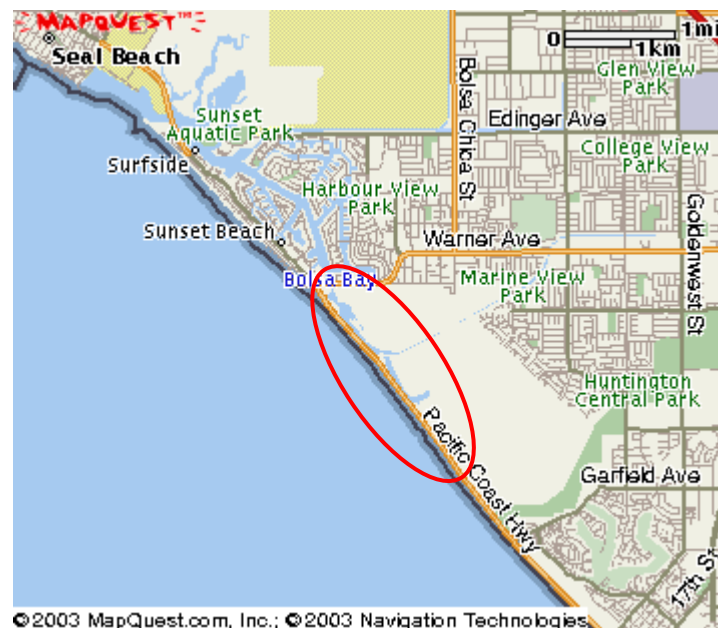 MAPQUEST™
0
1mi
1km
Seal Beach
Glen View
Park
Bolsa Chica St
Sunset
Aquatic Park
Edinger Ave
College View
Park
Surfside
Harbour View
Park
Goldenwest St
Sunset Beach
Warner Ave
Bolsa Bay
Marine View
Park
Huntington
Central Park
Pacific Coast Hwy
Garfield Ave
17th St
©2003 MapQuest.com, Inc.; ©2003 Navigation Technologies